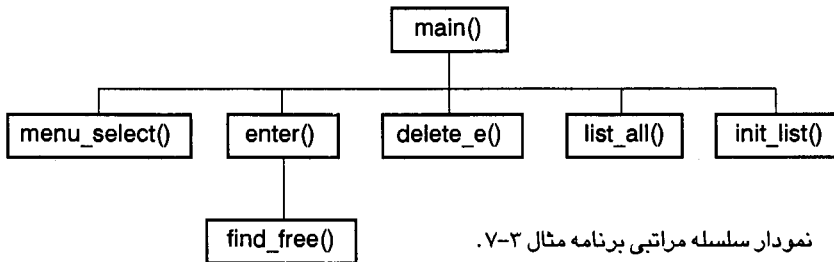 main()
menu_select() enter() delete_e() list_all() init_list()
find_free()
نمودار سلسله مراتبی برنامه مثال ۳-۷.